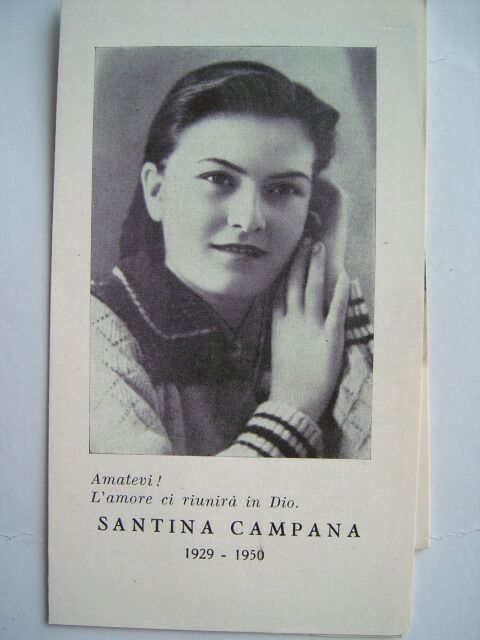 Amatevi!
L'amore ci riunirà in Dio.
SANTINA CAMPANA
1929 - 1950